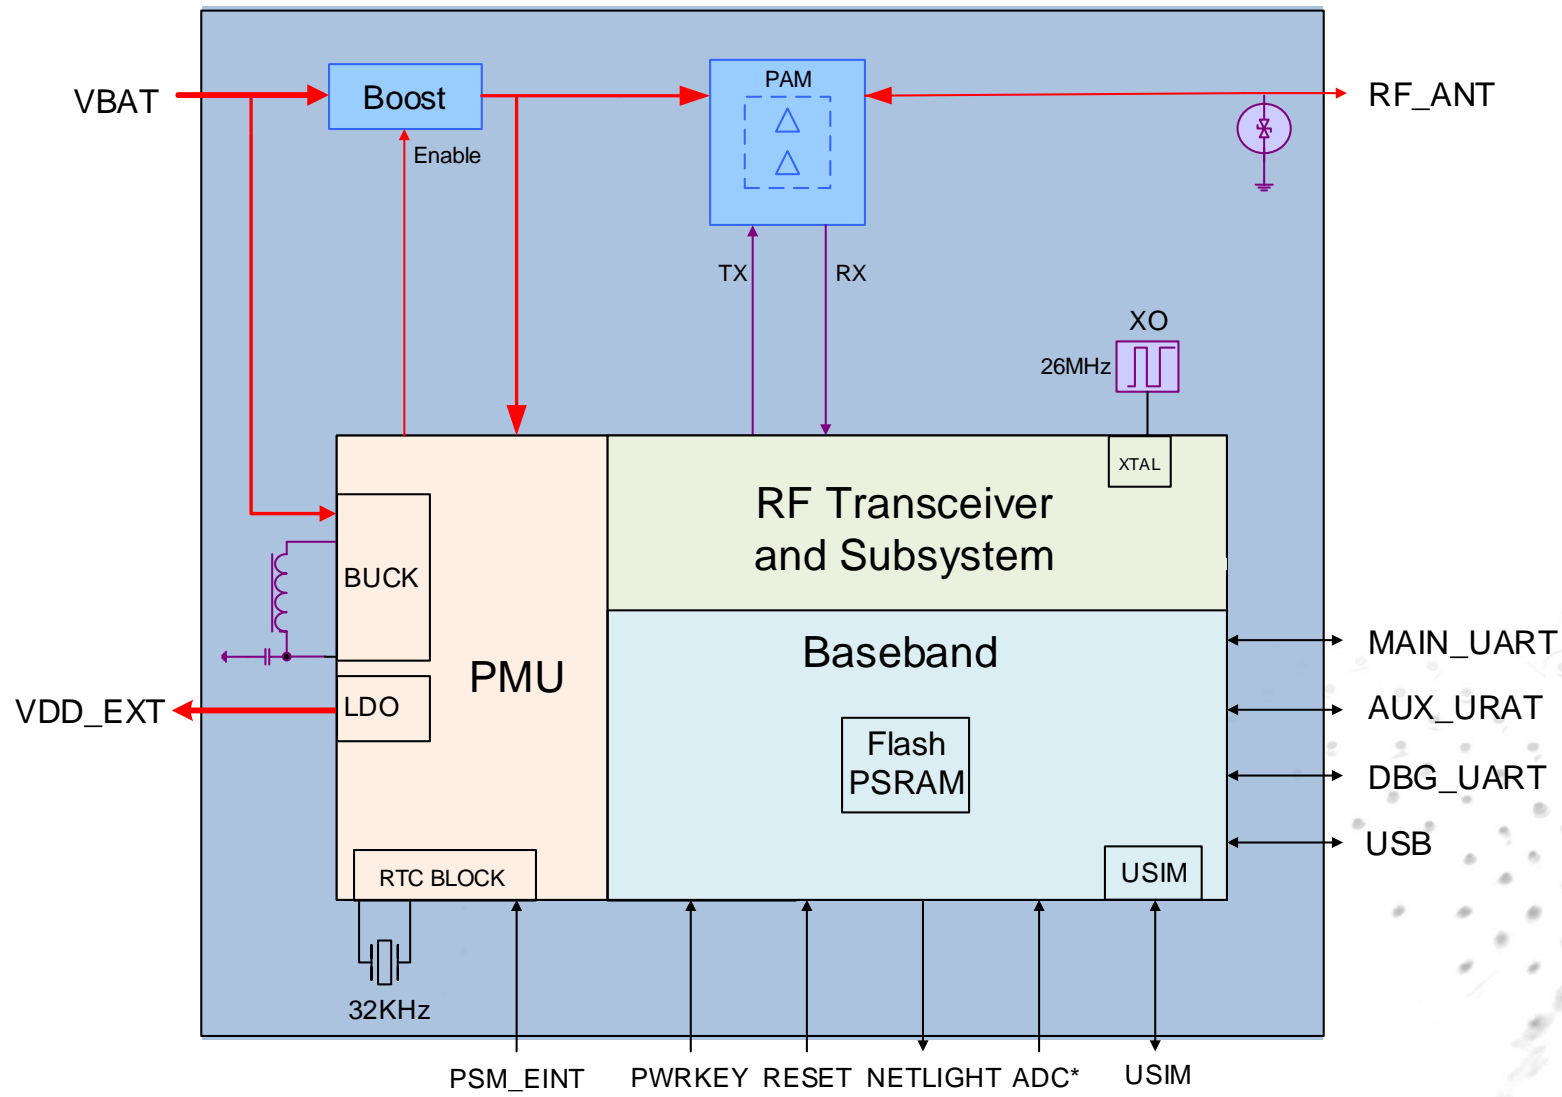 VBAT
Boost
PAM
RF_ANT
Enable
TX
RX
XO
26MHz
XTAL
RF Transceiver
and Subsystem
BUCK
Baseband
MAIN_UART
PMU
LDO
VDD_EXT
AUX_URAT
Flash
PSRAM
DBG_UART
USB
RTC BLOCK
USIM
32KHz
PSM_EINT
PWRKEY
RESET
NETLIGHT
ADC*
USIM